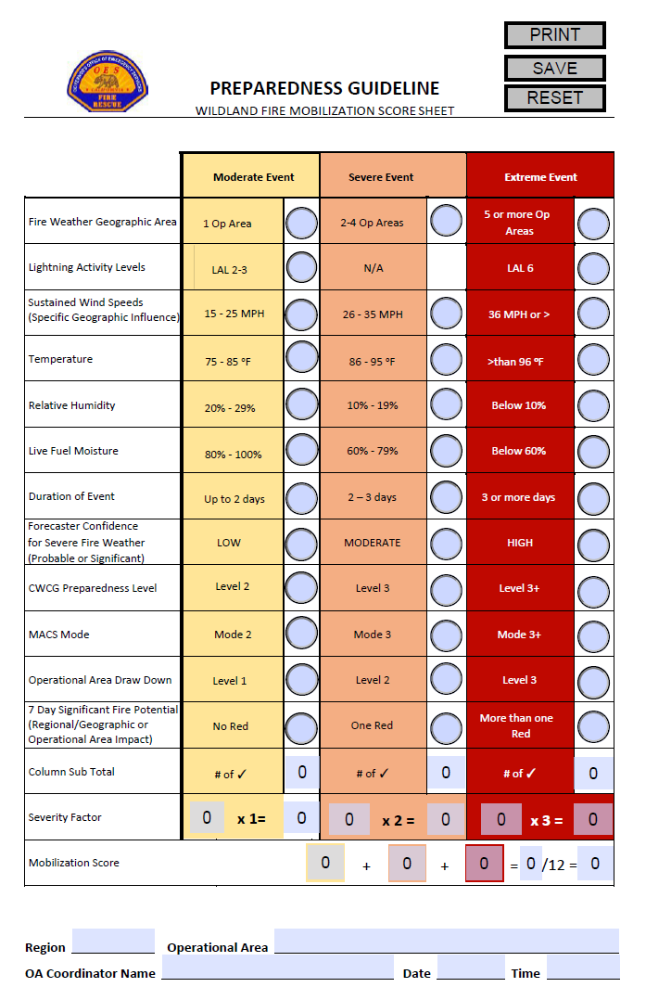 PRINT
SAVE
RESET
GOVERNOR'S OFFICE OF EMERGENCY SERVICES
OES
CALIFORNIA
FIRE
RESCUE
PREPAREDNESS GUIDELINE
WILDLAND FIRE MOBILIZATION SCORE SHEET
Moderate Event Severe Event Extreme Event
Fire Weather Geographic Area 1 Op Area 2-4 Op Areas 5 or more Op
Areas
Lightning Activity Levels LAL 2-3 N/A LAL 6
Sustained Wind Speeds
(Specific Geographic Influence) 15 - 25 MPH 26 - 35 MPH 36 MPH or >
Temperature 75 - 85 ºF 86 - 95 ºF >than 96 ºF
Relative Humidity 20% - 29% 10% - 19% Below 10%
Live Fuel Moisture 80% - 100% 60% - 79% Below 60%
Duration of Event Up to 2 days 2 – 3 days 3 or more days
Forecaster Confidence
for Severe Fire Weather LOW MODERATE HIGH
(Probable or Significant)
CWCG Preparedness Level Level 2 Level 3 Level 3+
MACS Mode Mode 2 Mode 3 Mode 3+
Operational Area Draw Down Level 1 Level 2 Level 3
7 Day Significant Fire Potential
(Regional/Geographic or No Red One Red More than one
Operational Area Impact) Red
Column Sub Total # of ✓ 0 # of ✓ 0 # of ✓ 0
Severity Factor 0 x 1= 0 0 x 2 = 0 0 x 3 = 0
Mobilization Score 0 + 0 + 0 = 0 /12 = 0
Region Operational Area
OA Coordinator Name Date Time